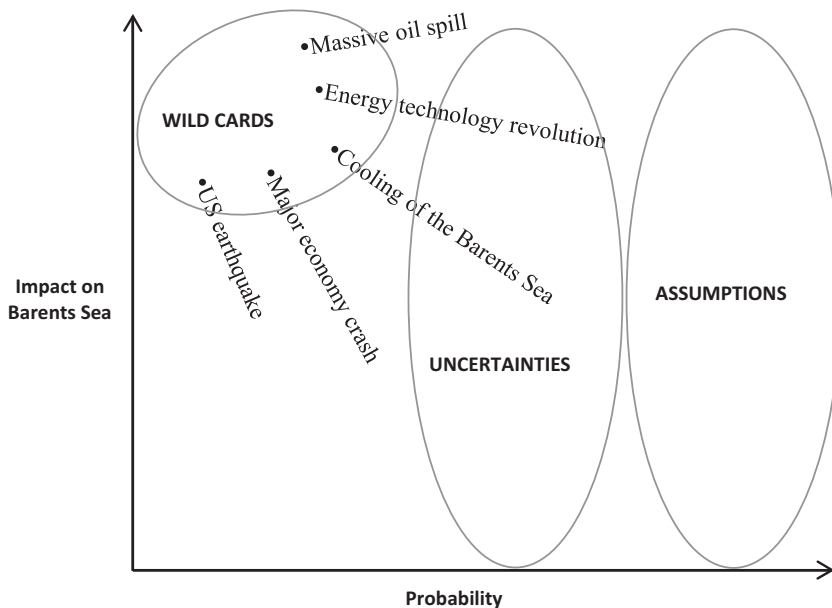 •Massive oil spill
•Energy technology revolution
WILD CARDS
•Cooling of the Barents Sea
•Major economy crash
•US earthquake
Impact on
Barents Sea
ASSUMPTIONS
UNCERTAINTIES
Probability